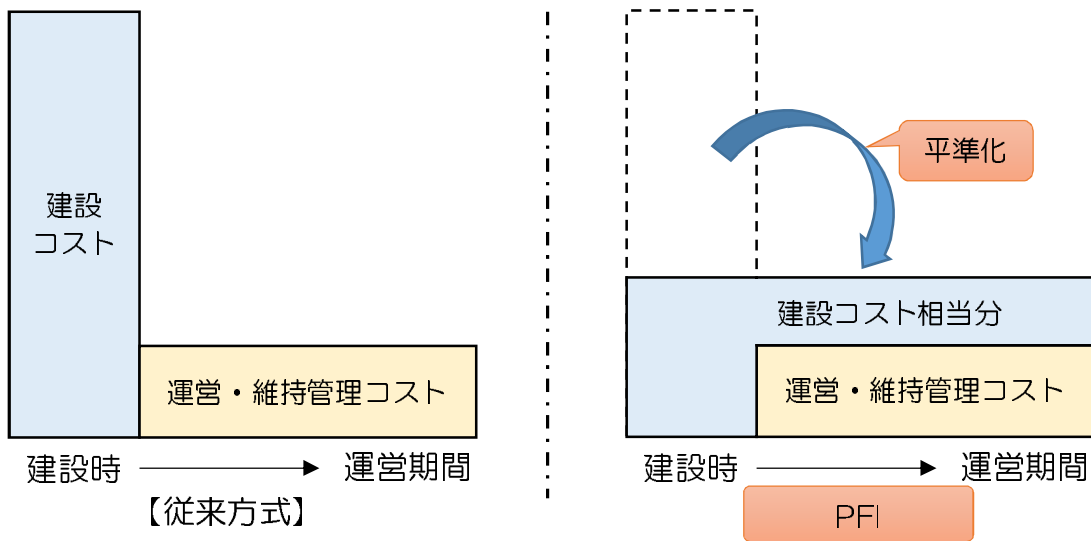 建設
コスト
運営・維持管理コスト
建設時
運営期間
【従来方式】
平準化
建設コスト相当分
運営・維持管理コスト
建設時
運営期間
PFI